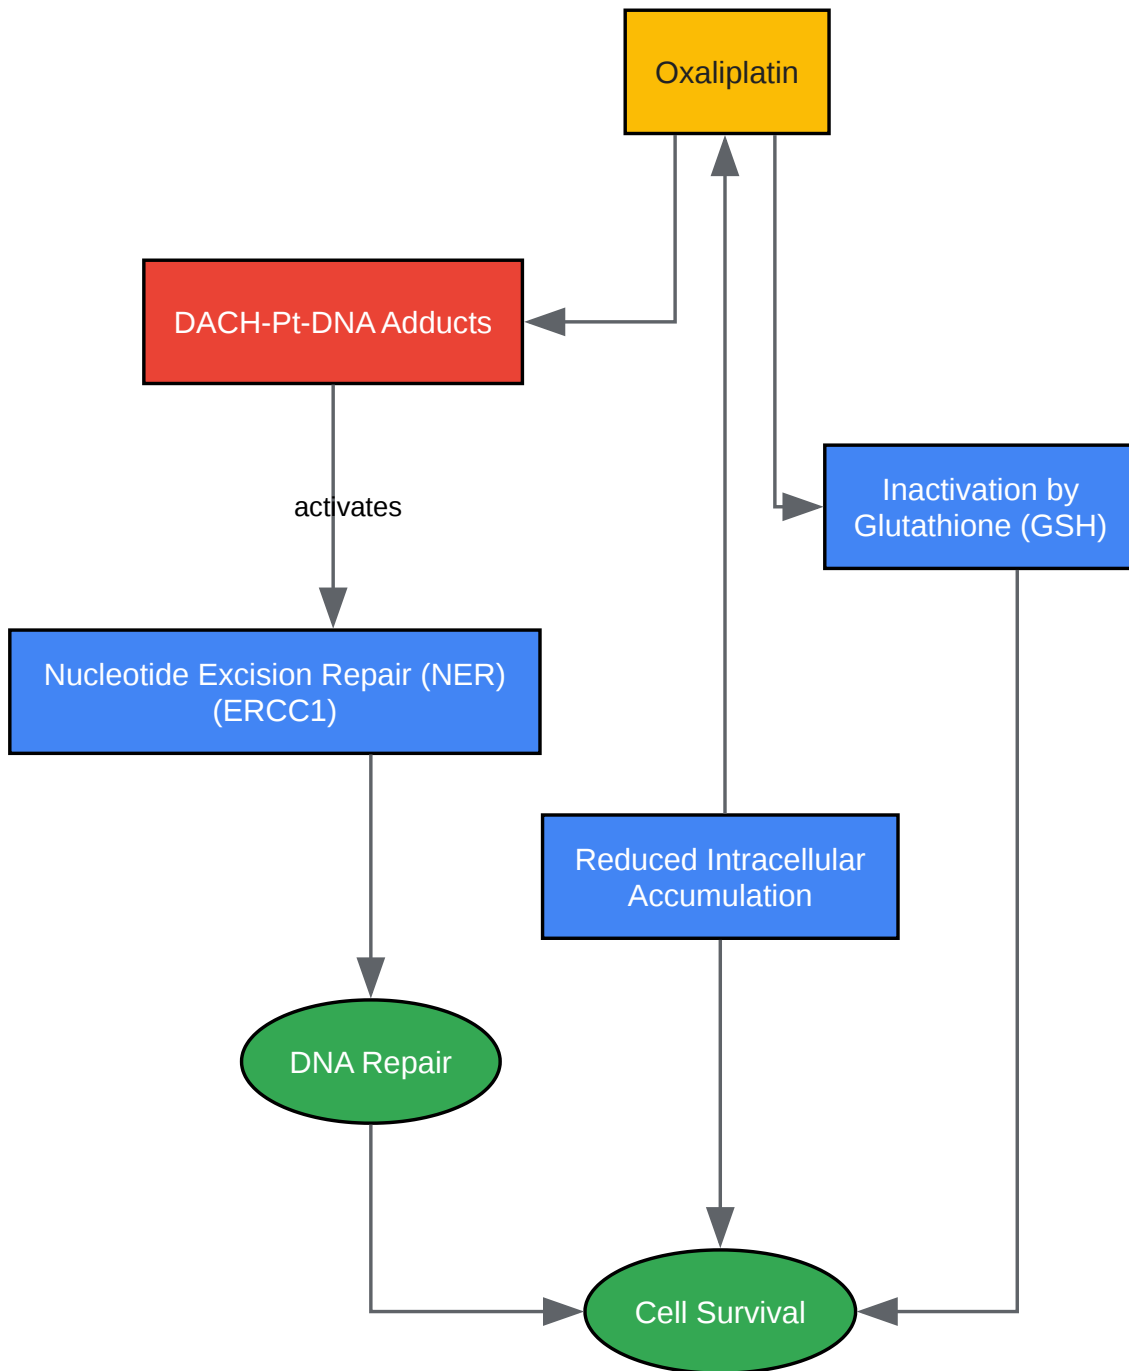 Oxaliplatin
DACH-Pt-DNA Adducts
activates
Inactivation by
Glutathione (GSH)
Nucleotide Excision Repair (NER)
(ERCC1)
Reduced Intracellular
Accumulation
DNA Repair
Cell Survival